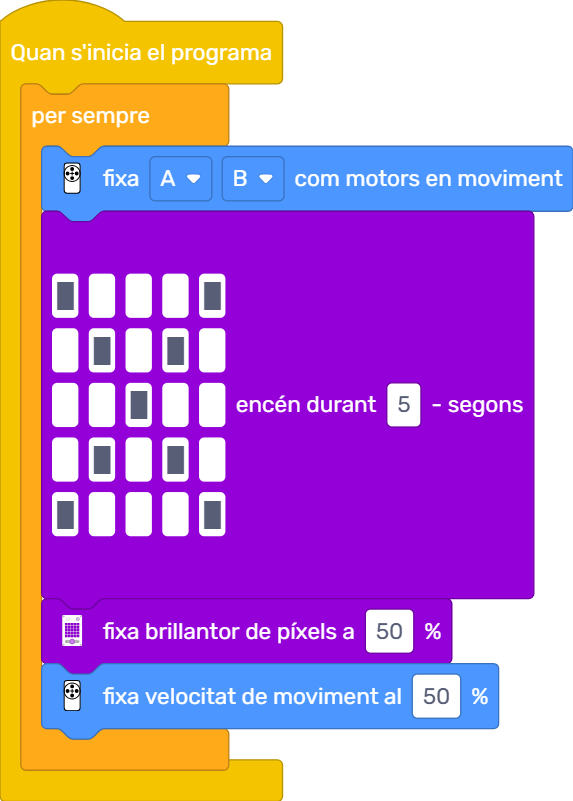 Quan s'inicia el programa
per sempre
fixa A B com motors en moviment
encén durant 5 - segons
fixa brillantor de píxels a 50 %
fixa velocitat de moviment al 50 %